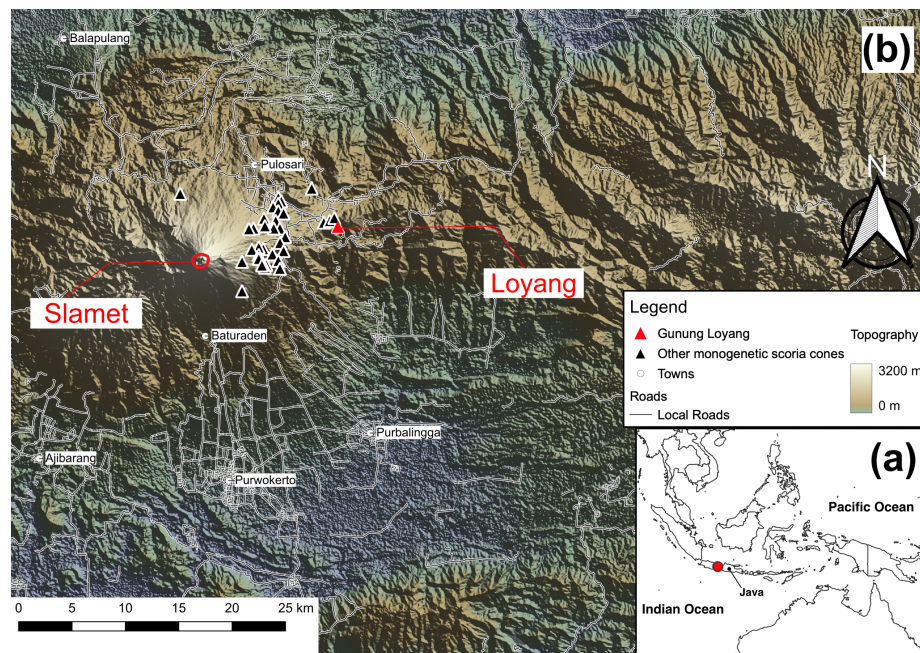 (b)
Balapulang
Pulosari
N
Loyang
Slamet
Baturaden
Legend
Gunung Loyang
Other monogenetic scoria cones
Towns
Roads
Local Roads
Topography
3200 m
0 m
Purbalingga
Ajibarang
Purwokerto
(a)
Pacific Ocean
Java
Indian Ocean
0 5 10 15 20 25 km